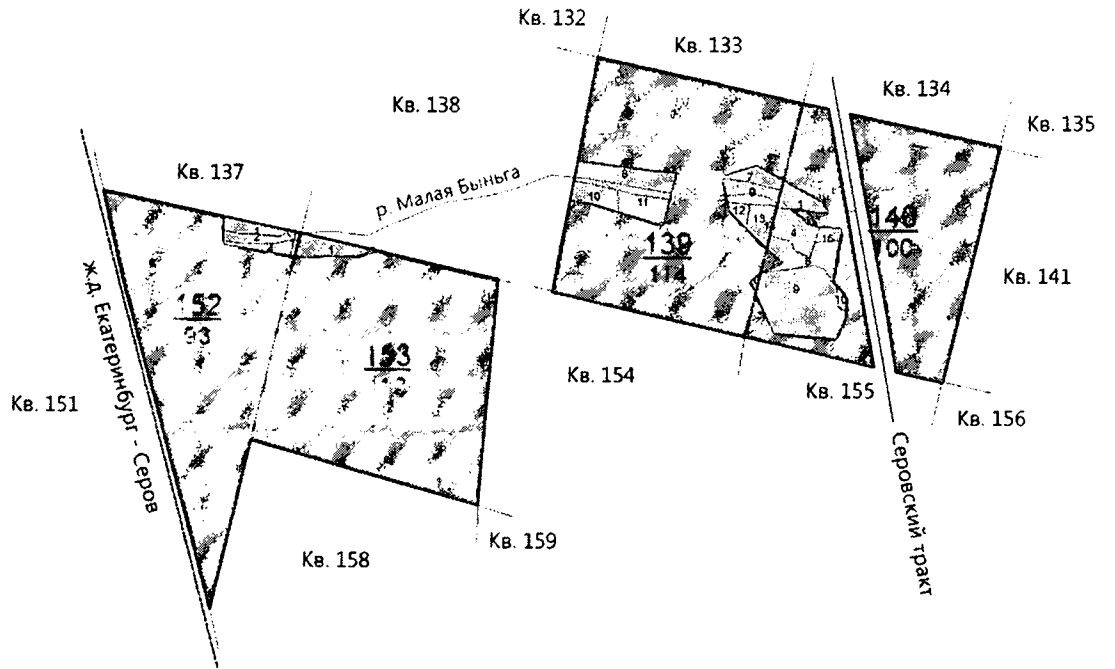 Кв. 132
Кв. 133
Кв. 134
Кв. 135
Кв. 138
Кв. 137
р. Малая Быньга
7
8
9
1
10
11
12
13
4
16
140
100
139
114
2
1
9
Кв. 141
152
93
153
ж.д. Екатеринбург - Серов
Кв. 151
Кв. 154
Кв. 155
Кв. 156
Серовский тракт
Кв. 158
Кв. 159